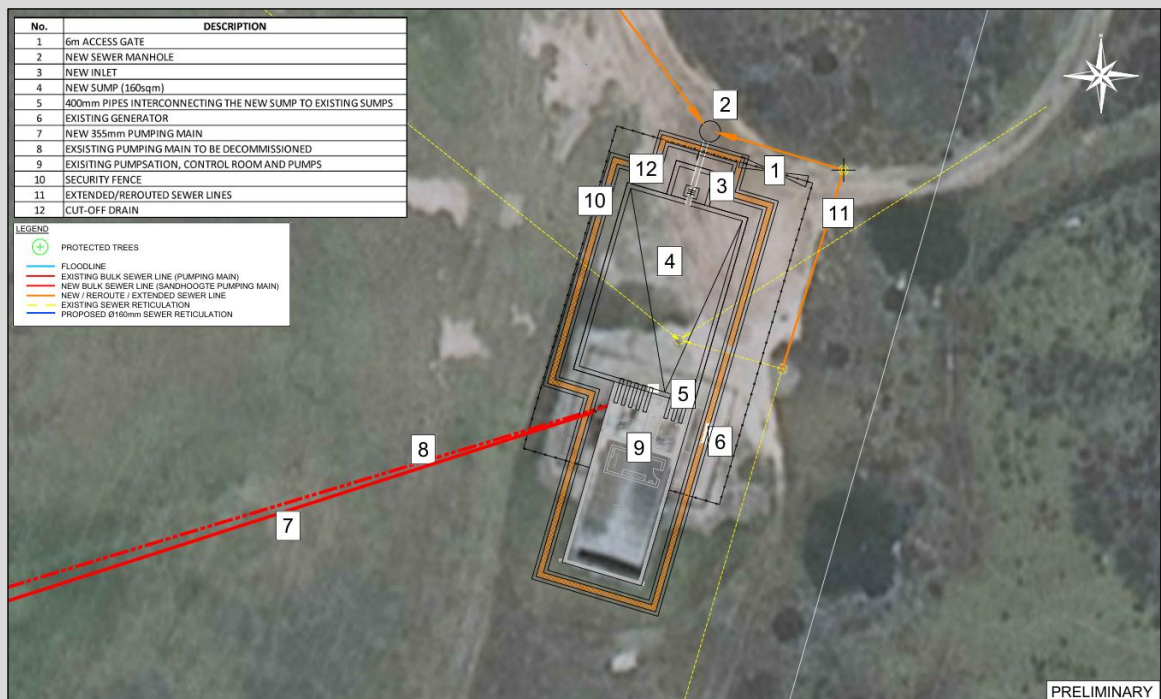 No. DESCRIPTION
1 6m ACCESS GATE
2 NEW SEWER MANHOLE
3 NEW INLET
4 NEW SUMP (160sqm)
5 400mm PIPES INTERCONNECTING THE NEW SUMP TO EXISTING SUMPS
6 EXISTING GENERATOR
7 NEW 355mm PUMPING MAIN
8 EXSISTING PUMPING MAIN TO BE DECOMMISSIONED
9 EXISITING PUMPSATION, CONTROL ROOM AND PUMPS
10 SECURITY FENCE
11 EXTENDED/REROUTED SEWER LINES
12 CUT-OFF DRAIN
LEGEND
PROTECTED TREES
FLOODLINE
EXISTING BULK SEWER LINE (PUMPING MAIN)
NEW BULK SEWER LINE (SANDHOOGTE PUMPING MAIN)
NEW / REROUTE / EXTENDED SEWER LINE
EXISTING SEWER RETICULATION
PROPOSED Ø160mm SEWER RETICULATION
N
2
12
1
3
10
11
4
5
6
9
8
7
PRELIMINARY